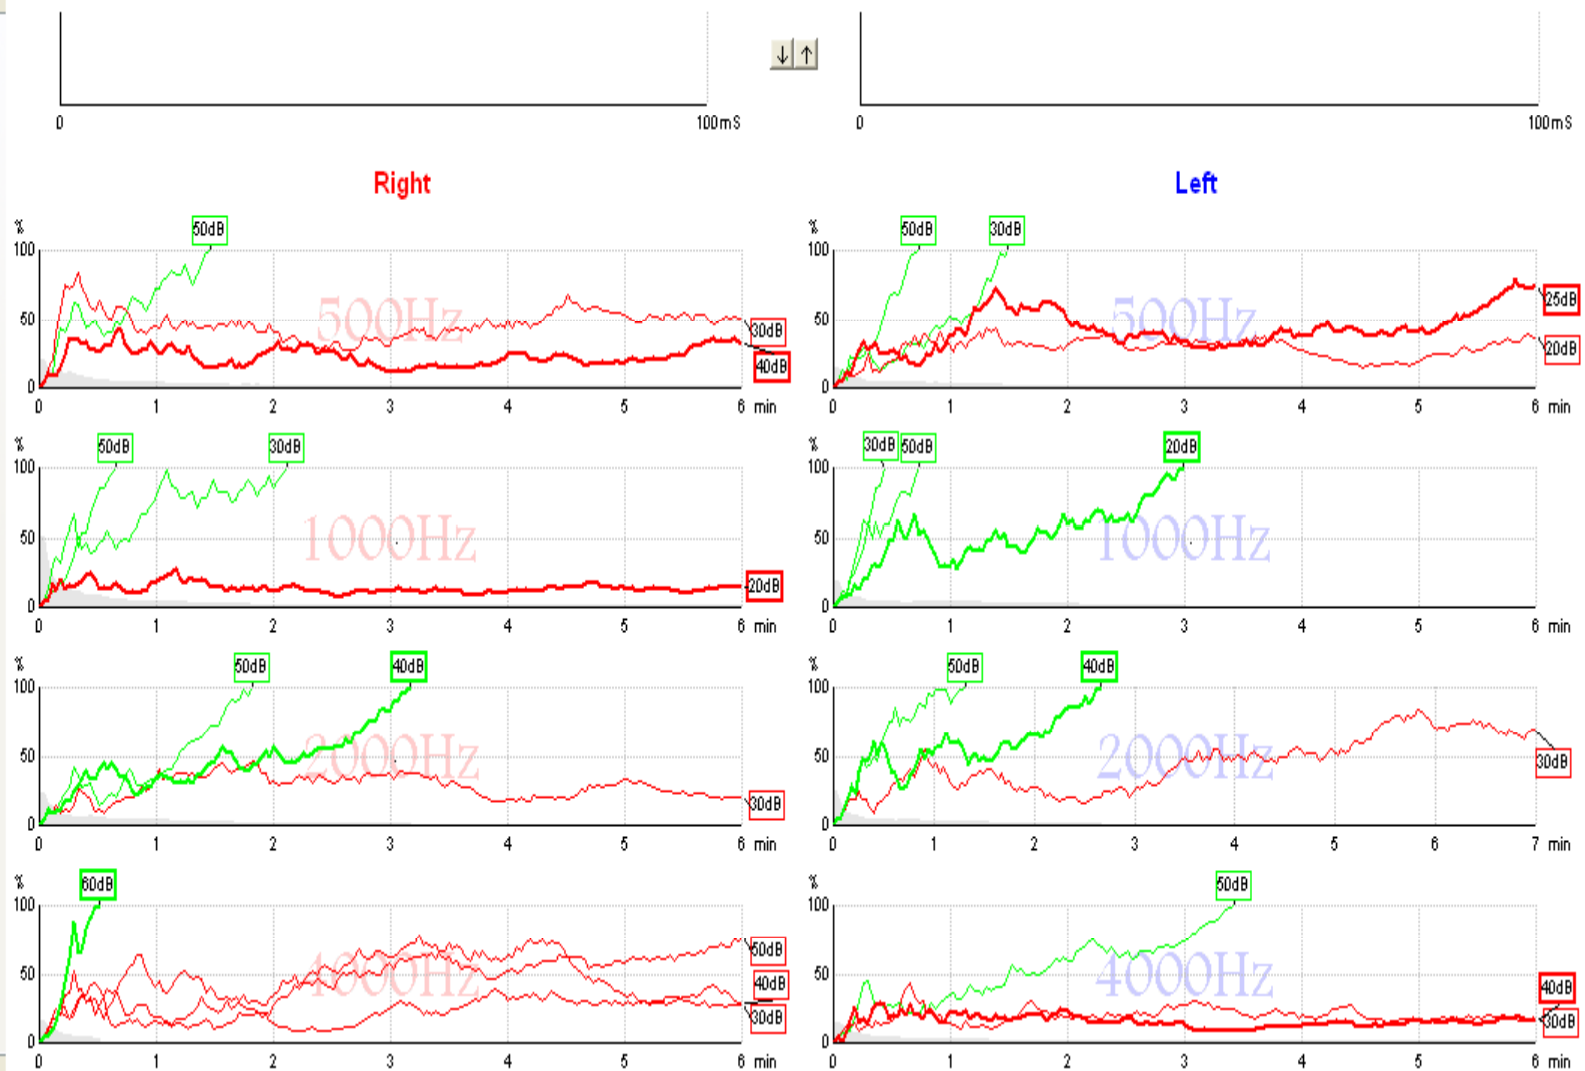 0 100mS 0 100mS
↓ ↑
Right Left
% 50dB % 50dB 30dB
100 100
500Hz 500Hz
50 30dB 50 25dB
40dB 20dB
0 0
0 1 2 3 4 5 6 min 0 1 2 3 4 5 6 min
% 50dB 30dB % 30dB 50dB 20dB
100 100
50 1000Hz 50 1000Hz
20dB
0 0
0 1 2 3 4 5 6 min 0 1 2 3 4 5 6 min
% 50dB 40dB % 50dB 40dB
100 100
50 2000Hz 50 2000Hz
30dB 30dB
0 0
0 1 2 3 4 5 6 min 0 1 2 3 4 5 6 7 min
% 60dB % 50dB
100 100
50dB
50 4000Hz 50 4000Hz
40dB 40dB
30dB 30dB
0 0
0 1 2 3 4 5 6 min 0 1 2 3 4 5 6 min